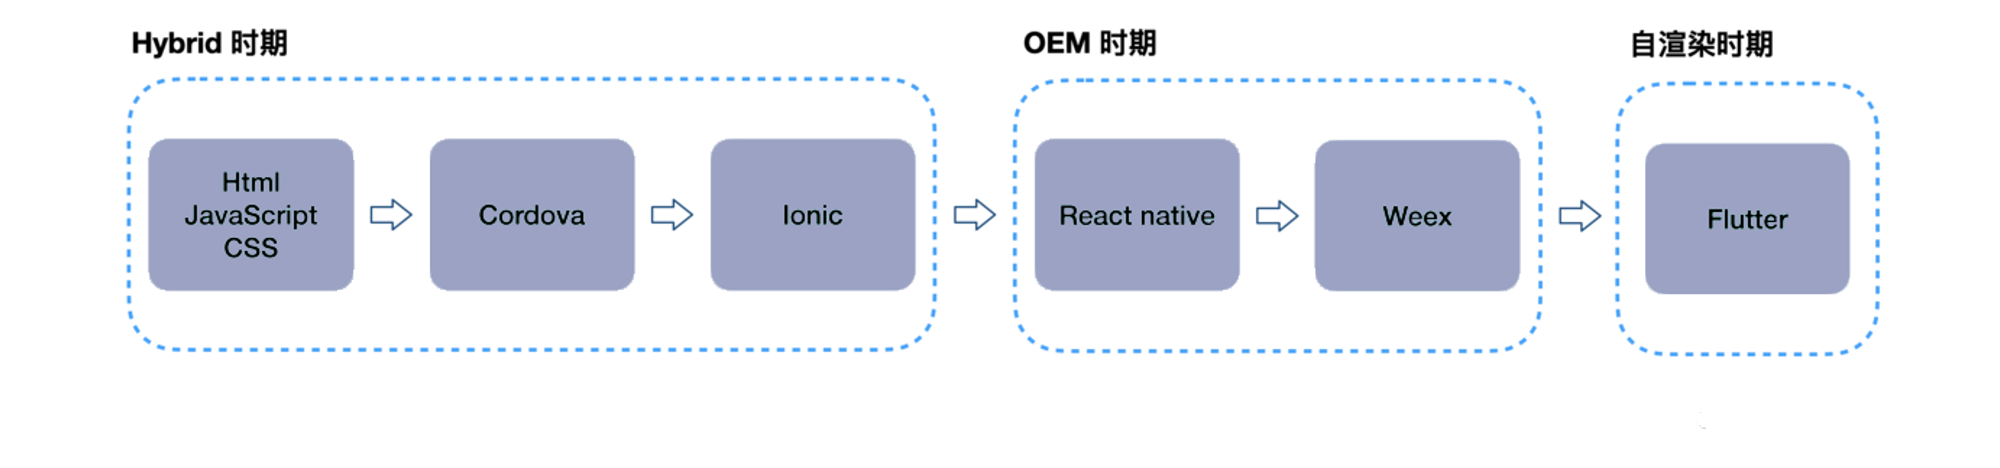 Hybrid 时期
OEM 时期
自渲染时期
Html
JavaScript
CSS
Cordova
Ionic
React native
Weex
Flutter